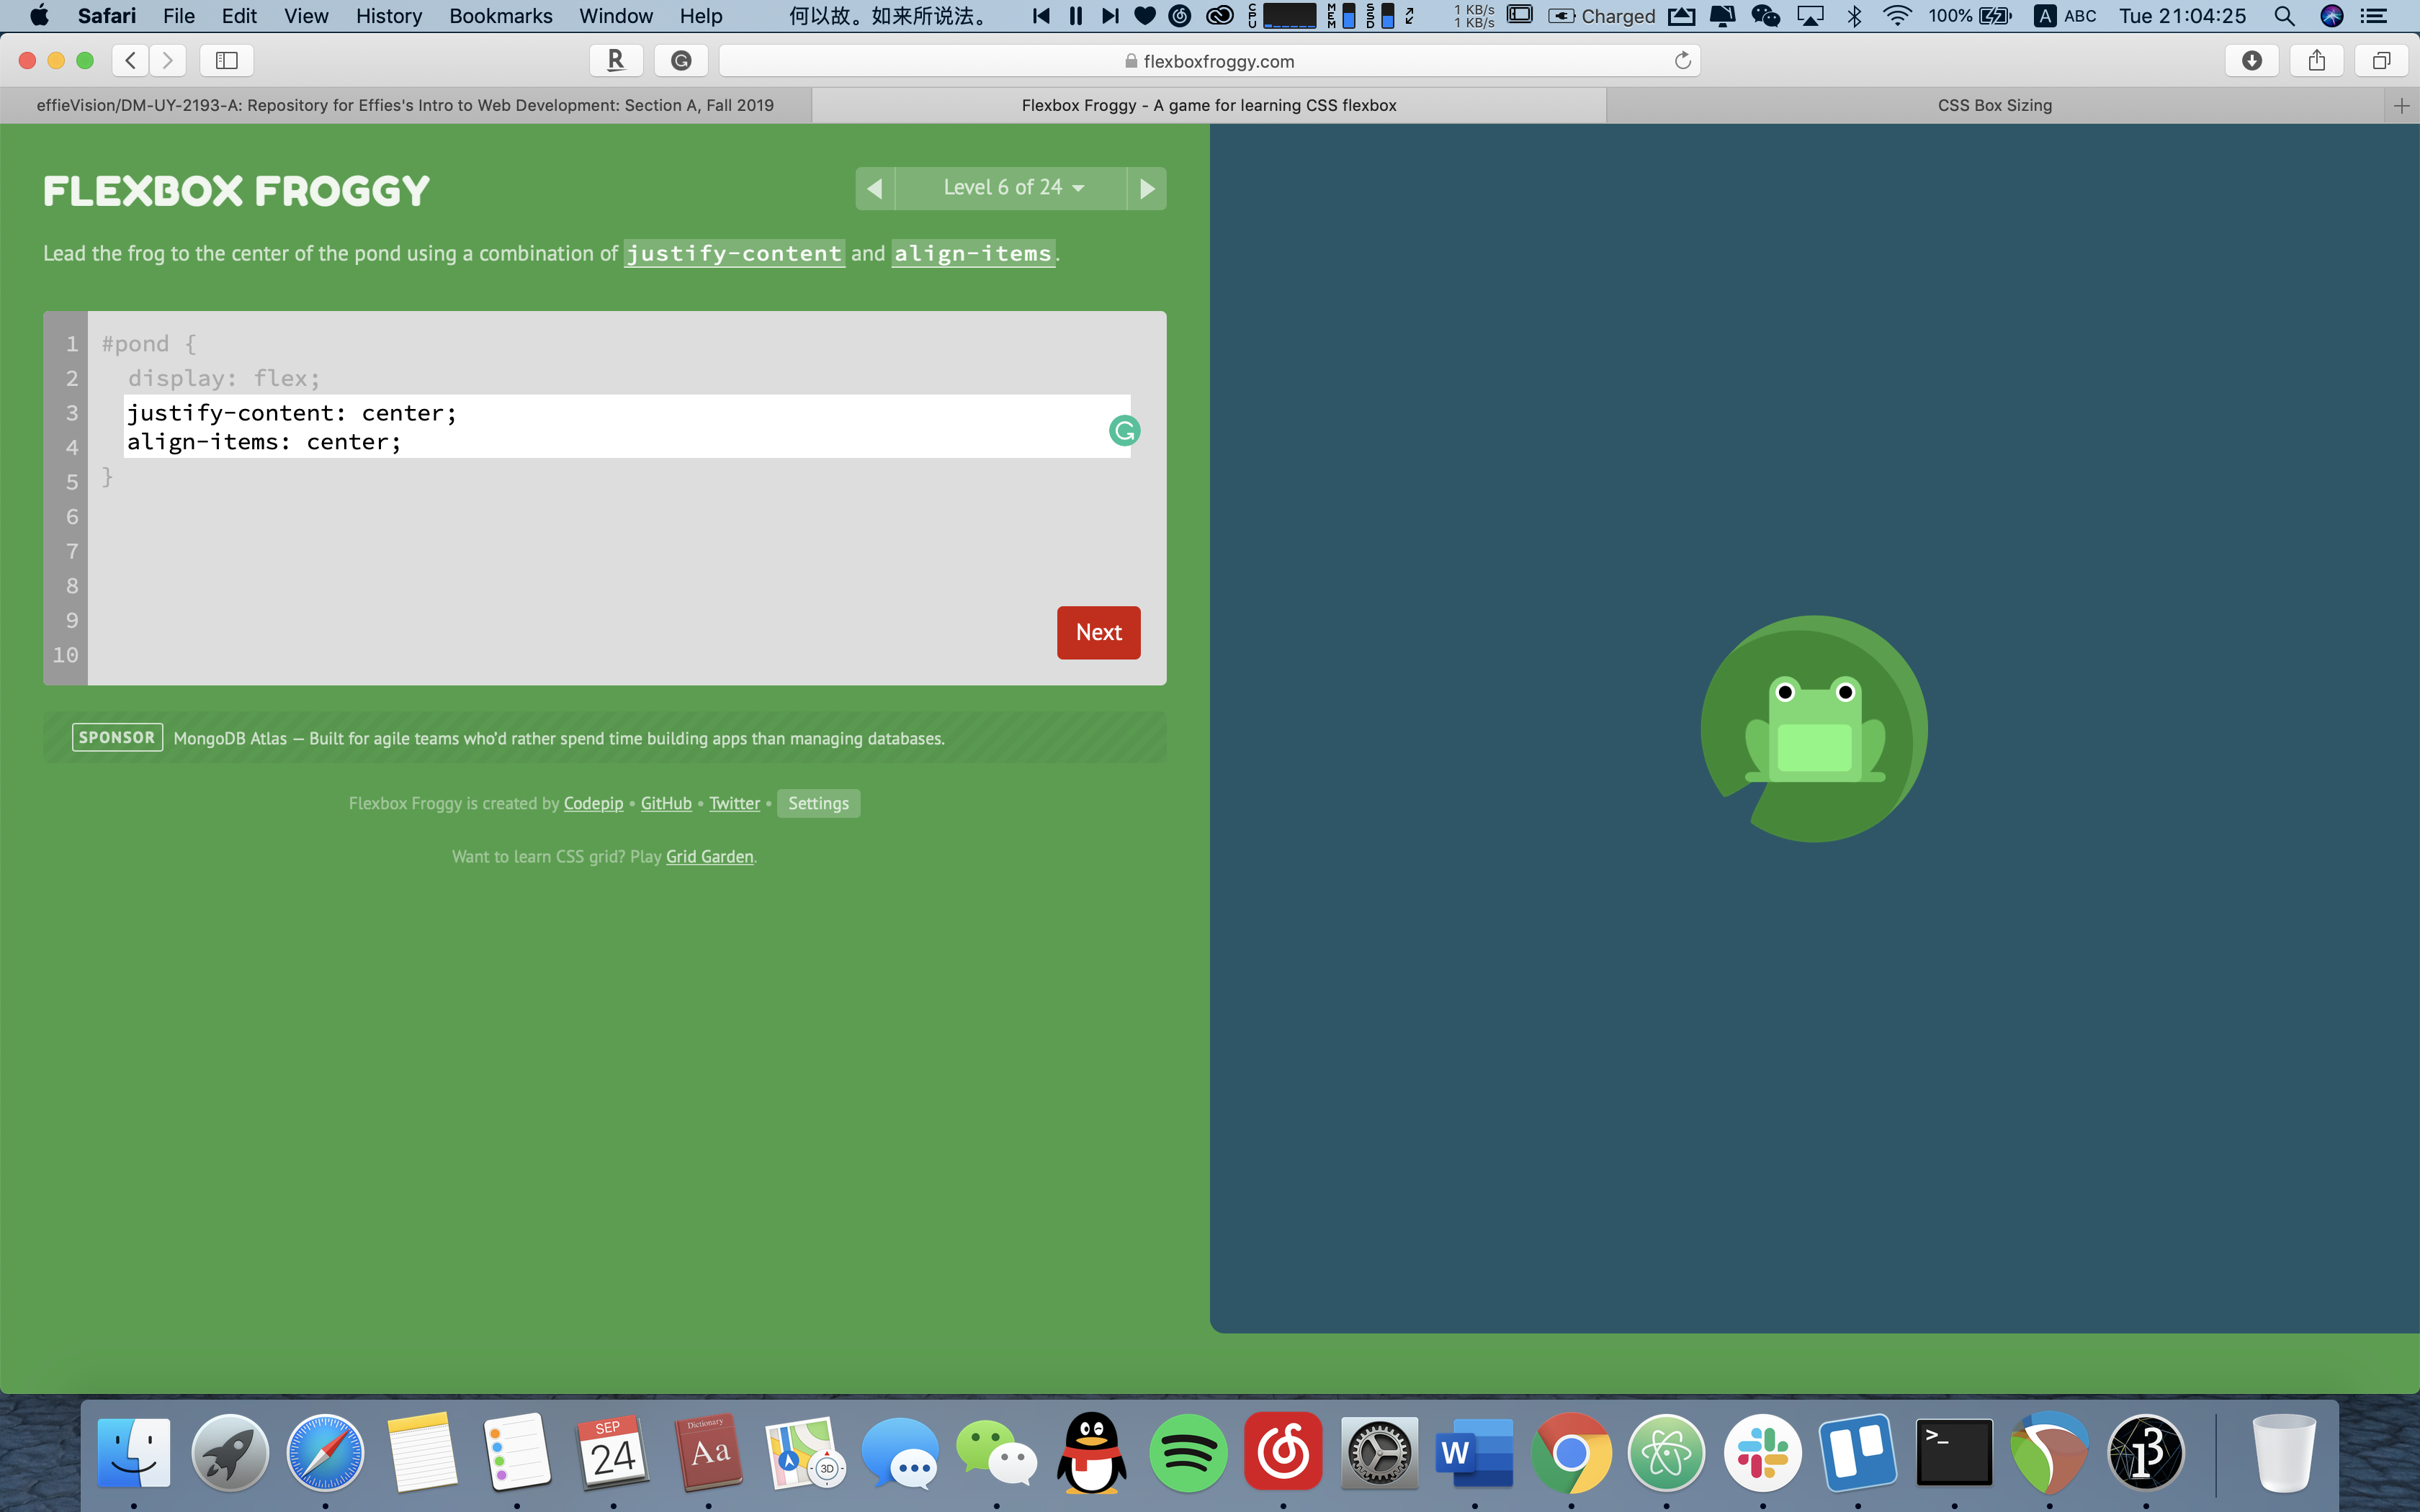 Safari File Edit View History Bookmarks Window Help 何以故。如来所说法。 CPU MEM SSD 1 KB/s 1 KB/s Charged 100% A ABC Tue 21:04:25
R flexboxfroggy.com
effieVision/DM-UY-2193-A: Repository for Effies's Intro to Web Development: Section A, Fall 2019 Flexbox Froggy - A game for learning CSS flexbox CSS Box Sizing
FLEXBOX FROGGY
Level 6 of 24
Lead the frog to the center of the pond using a combination of justify-content and align-items.
1 #pond {
2 display: flex;
3 justify-content: center;
4 align-items: center;
5 }
6
7
8
9
10
Next
SPONSOR MongoDB Atlas — Built for agile teams who'd rather spend time building apps than managing databases.
Flexbox Froggy is created by Codepip • GitHub • Twitter • Settings
Want to learn CSS grid? Play Grid Garden.
SEP
24
Dictionary
Aa
3D
W
>_